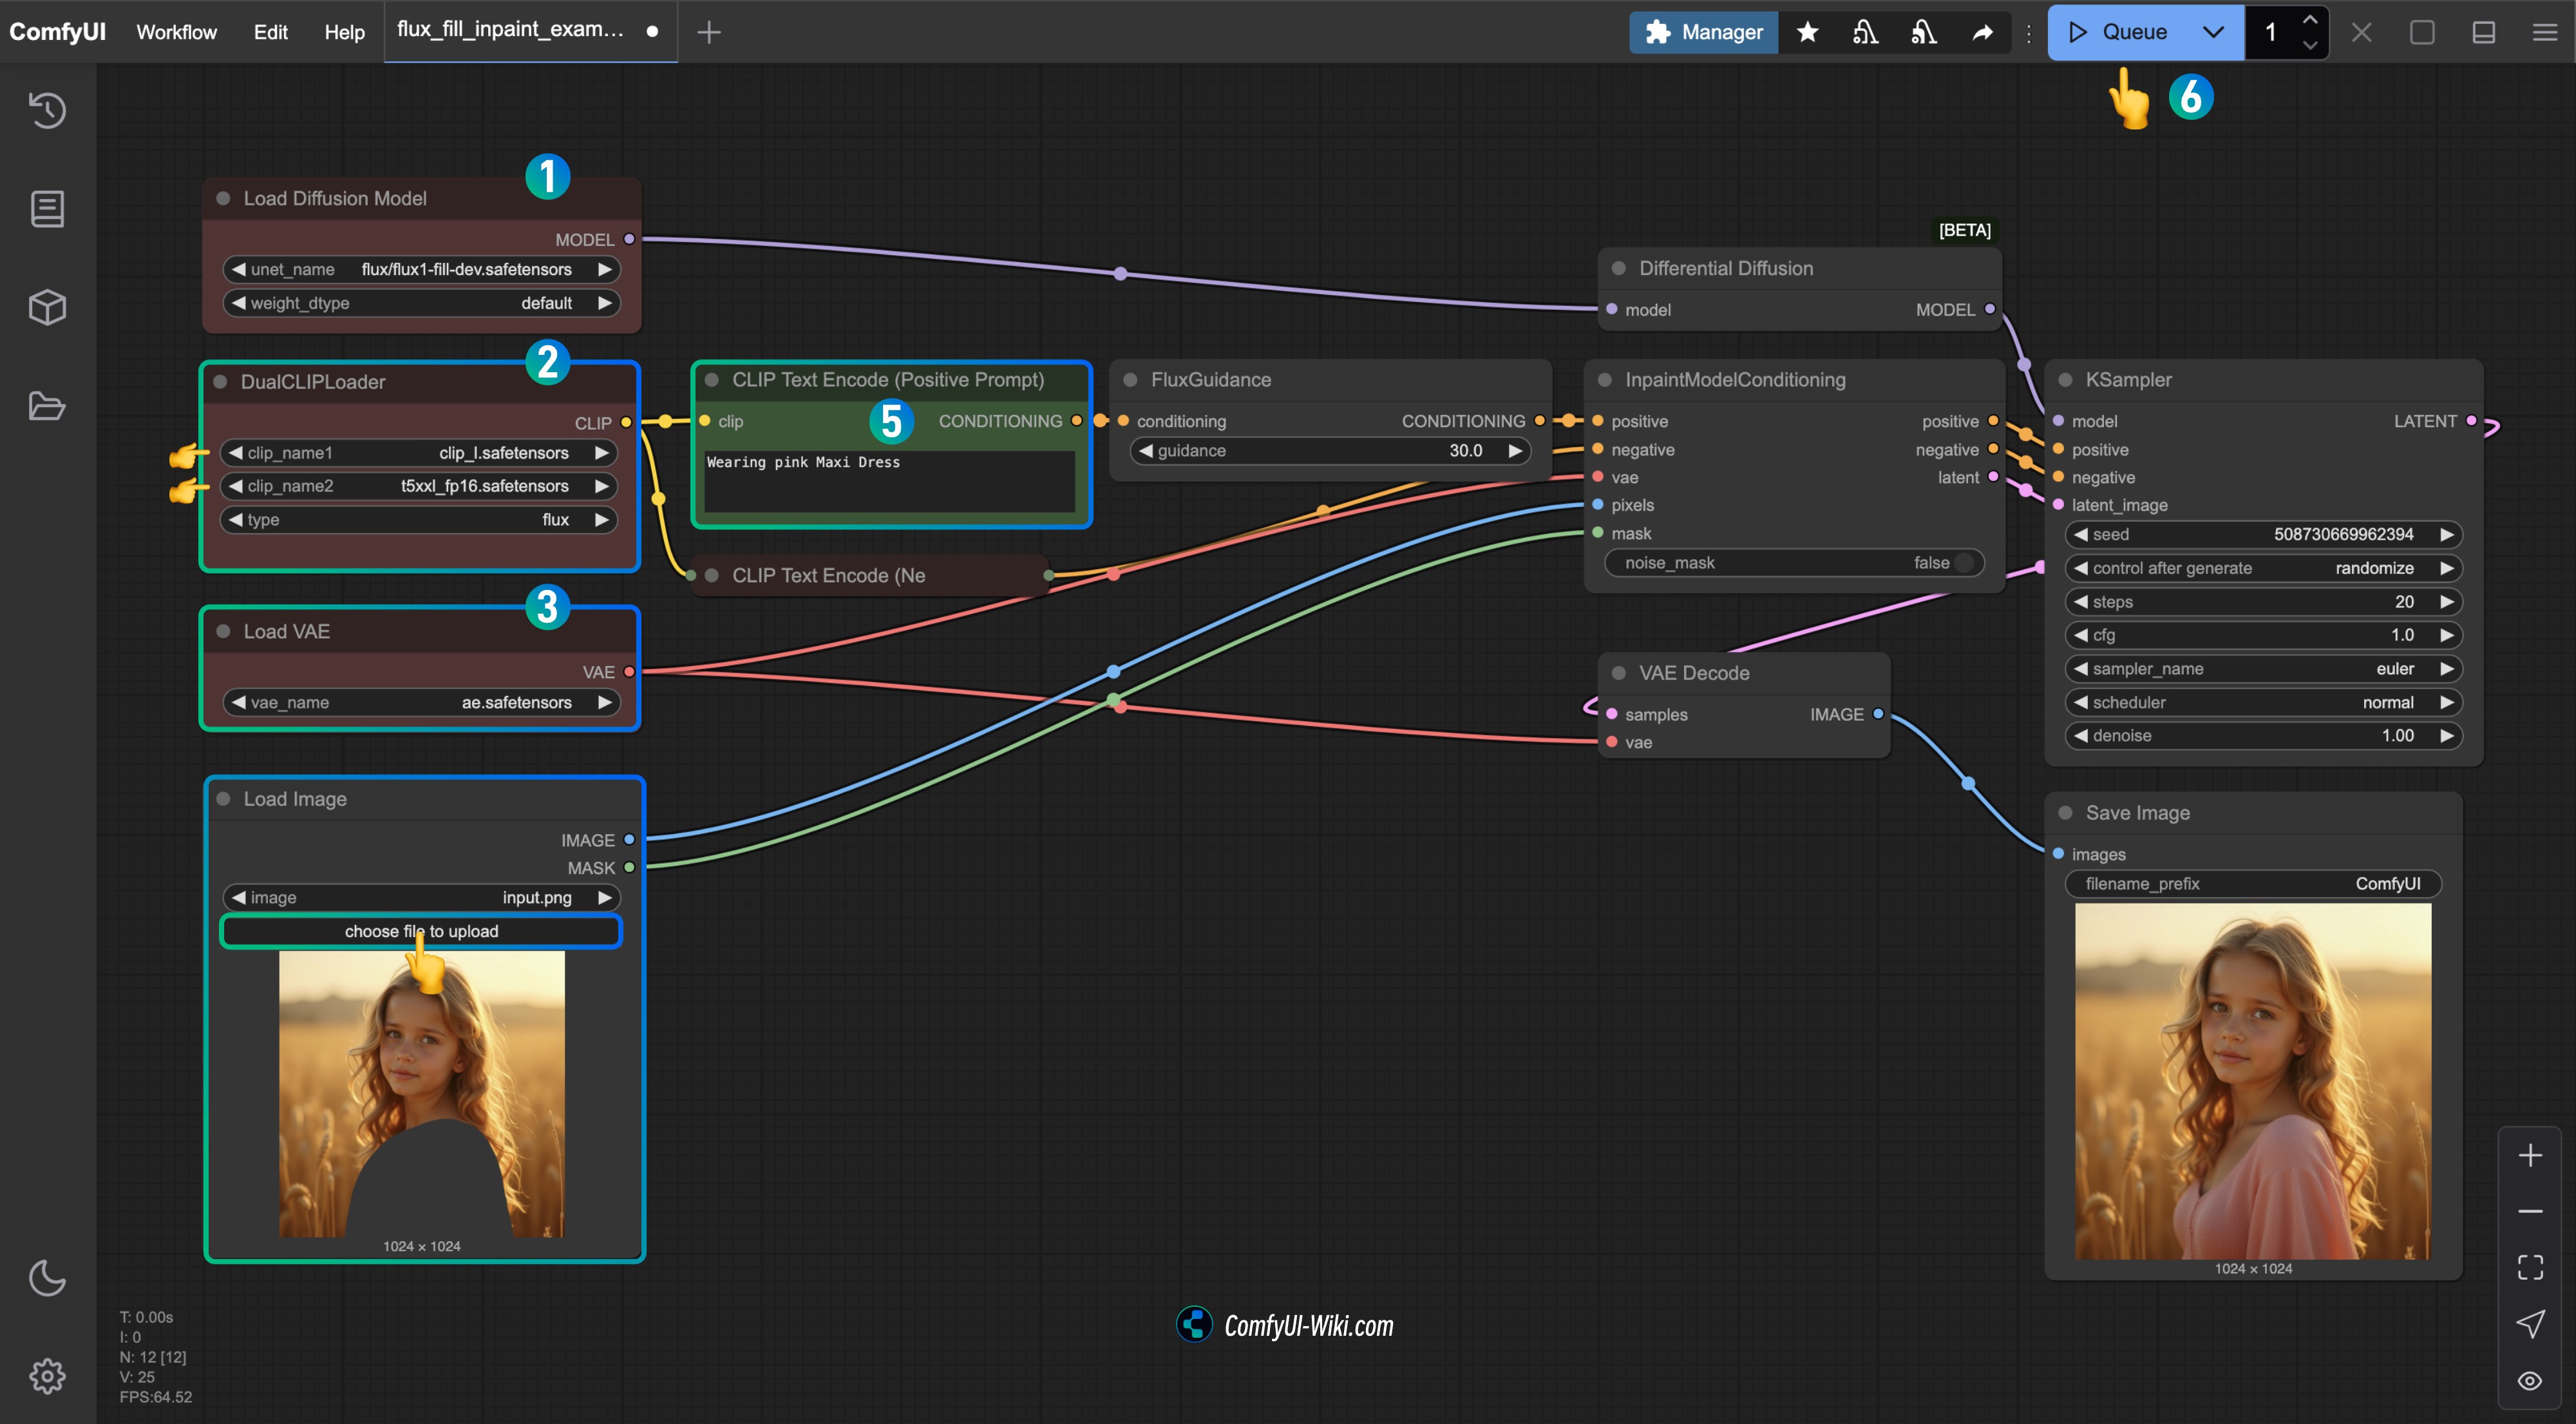 ComfyUI Workflow Edit Help flux_fill_inpaint_exam...
Manager Queue 1
6
1
Load Diffusion Model
MODEL
unet_name flux/flux1-fill-dev.safetensors
weight_dtype default
2
DualCLIPLoader
CLIP
clip_name1 clip_l.safetensors
clip_name2 t5xxl_fp16.safetensors
type flux
3
Load VAE
VAE
vae_name ae.safetensors
Load Image
IMAGE
MASK
image input.png
choose file to upload
1024 × 1024
CLIP Text Encode (Positive Prompt)
clip 5 CONDITIONING
Wearing pink Maxi Dress
CLIP Text Encode (Ne
FluxGuidance
conditioning CONDITIONING
guidance 30.0
[BETA]
Differential Diffusion
model MODEL
InpaintModelConditioning
positive positive
negative negative
vae latent
pixels
mask
noise_mask false
VAE Decode
samples IMAGE
vae
KSampler
model LATENT
positive
negative
latent_image
seed 508730669962394
control after generate randomize
steps 20
cfg 1.0
sampler_name euler
scheduler normal
denoise 1.00
Save Image
images
filename_prefix ComfyUI
1024 × 1024
T: 0.00s
I: 0
N: 12 [12]
V: 25
FPS:64.52
ComfyUI-Wiki.com